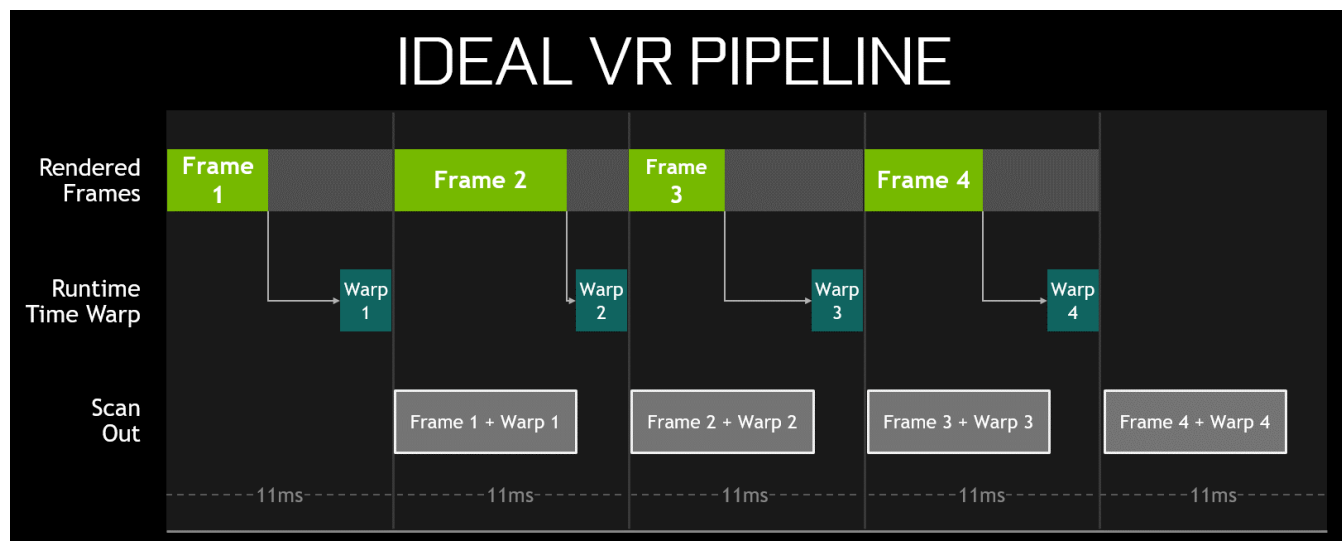 IDEAL VR PIPELINE
Rendered
Frames
Frame
1
Frame 2
Frame
3
Frame 4
Runtime
Time Warp
Warp
1
Warp
2
Warp
3
Warp
4
Scan
Out
Frame 1 + Warp 1
Frame 2 + Warp 2
Frame 3 + Warp 3
Frame 4 + Warp 4
11ms
11ms
11ms
11ms
11ms